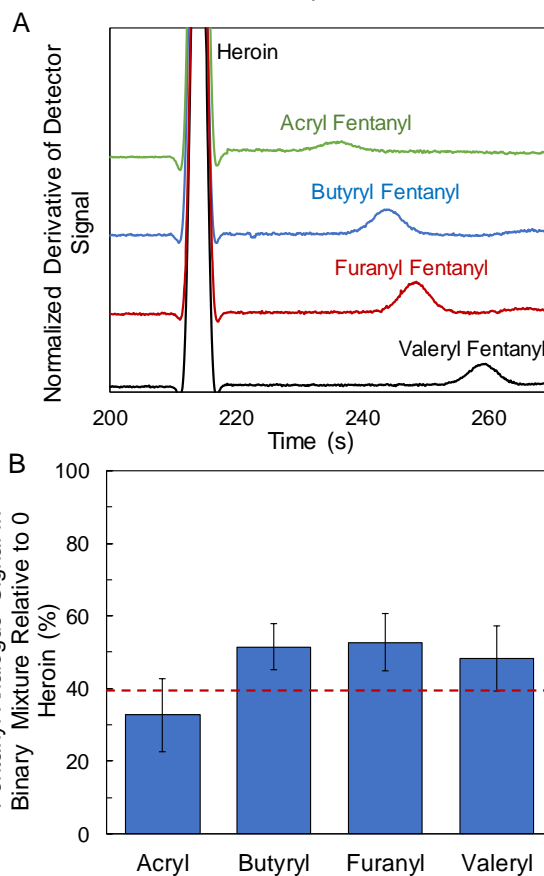 A
Heroin
Acryl Fentanyl
Butyryl Fentanyl
Furanyl Fentanyl
Valeryl Fentanyl
Normalized Derivative of Detector
Signal
200
220
240
260
Time (s)
B
Binary Mixture Relative to 0
Heroin (%)
100
80
60
40
20
0
Acryl
Butyryl
Furanyl
Valeryl